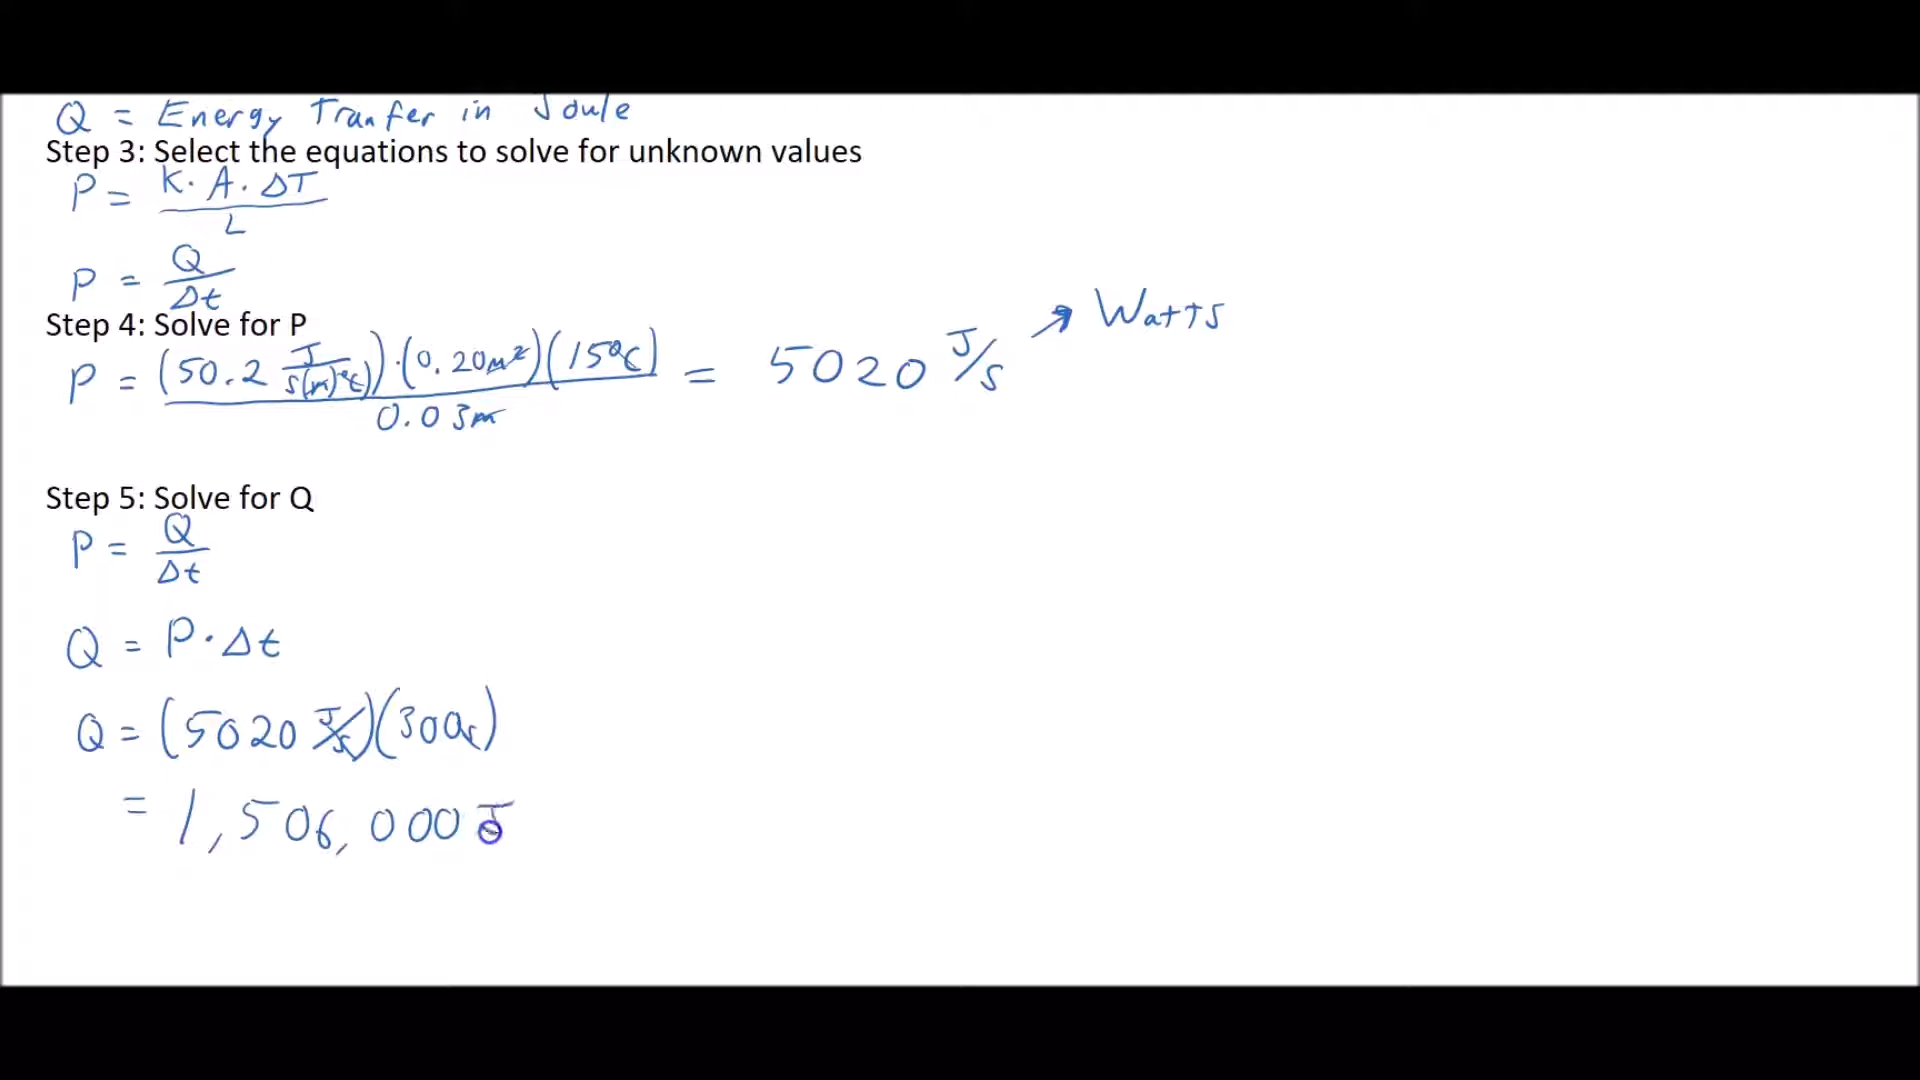 Q = Energy Tranfer in Joule
Step 3: Select the equations to solve for unknown values
P = K · A · ΔT / L
P = Q / Δt
Step 4: Solve for P
P = (50.2 J / s(m)°C) · (0.20m²)(15°C) / 0.03m = 5020 J/s → Watts
Step 5: Solve for Q
P = Q / Δt
Q = P · Δt
Q = (5020 J/s)(300s)
= 1,506,000 J